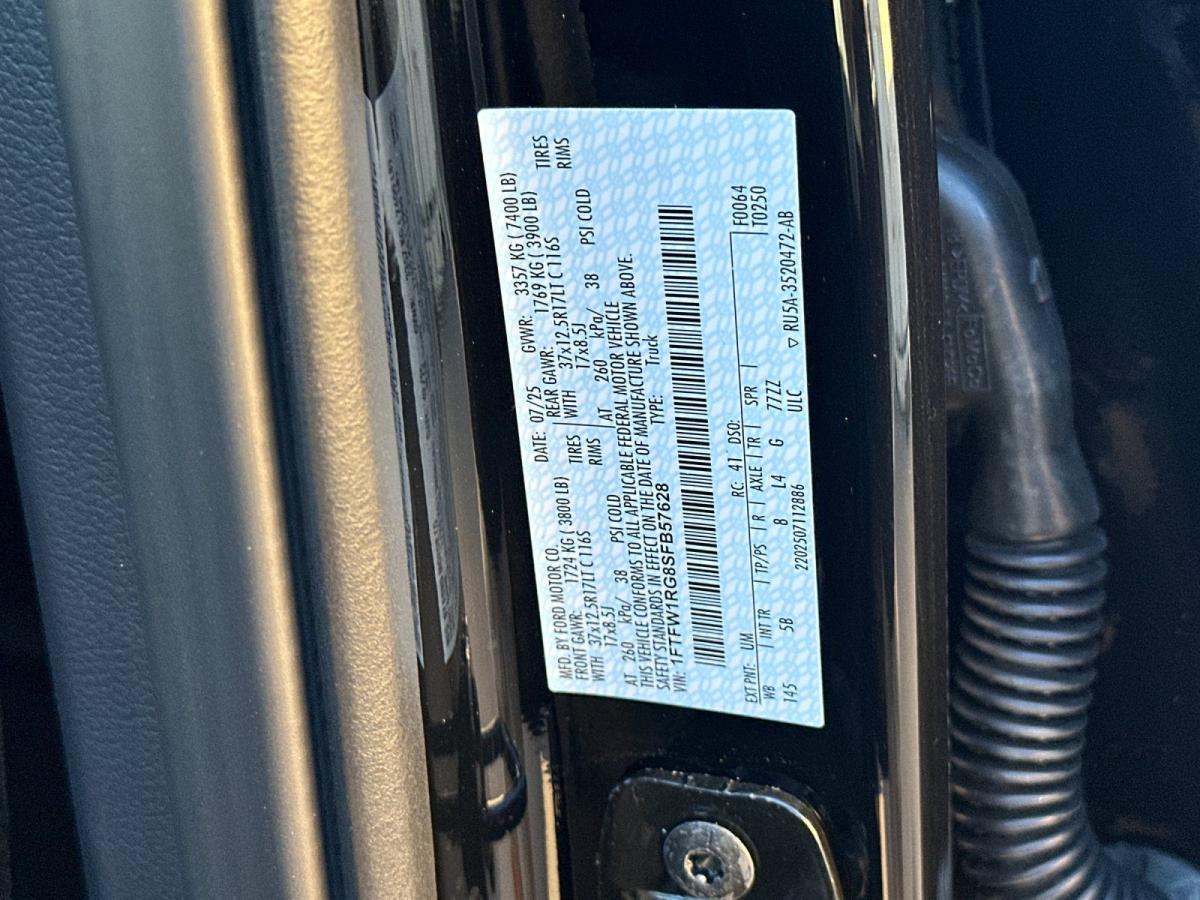 MFD. BY FORD MOTOR CO. DATE: 07/25 GVWR: 3357 KG ( 7400 LB)
FRONT GAWR: 1724 KG ( 3800 LB) REAR GAWR: 1769 KG ( 3900 LB)
WITH 37x12.5R17LT C 116S TIRES WITH 37x12.5R17LT C 116S TIRES
17x8.5J RIMS 17x8.5J RIMS
AT 260 kPa/ 38 PSI COLD AT 260 kPa/ 38 PSI COLD
THIS VEHICLE CONFORMS TO ALL APPLICABLE FEDERAL MOTOR VEHICLE
SAFETY STANDARDS IN EFFECT ON THE DATE OF MANUFACTURE SHOWN ABOVE.
VIN: 1FTFW1RG8SFB57628 TYPE: Truck
EXT PNT: UM RC: 41 DSO: F0064
WB INT TR TP/PS R AXLE TR SPR T0250
145 5B 8 L4 G 77ZZ
2202507112886 ULC ▽ RU5A-3520472-AB